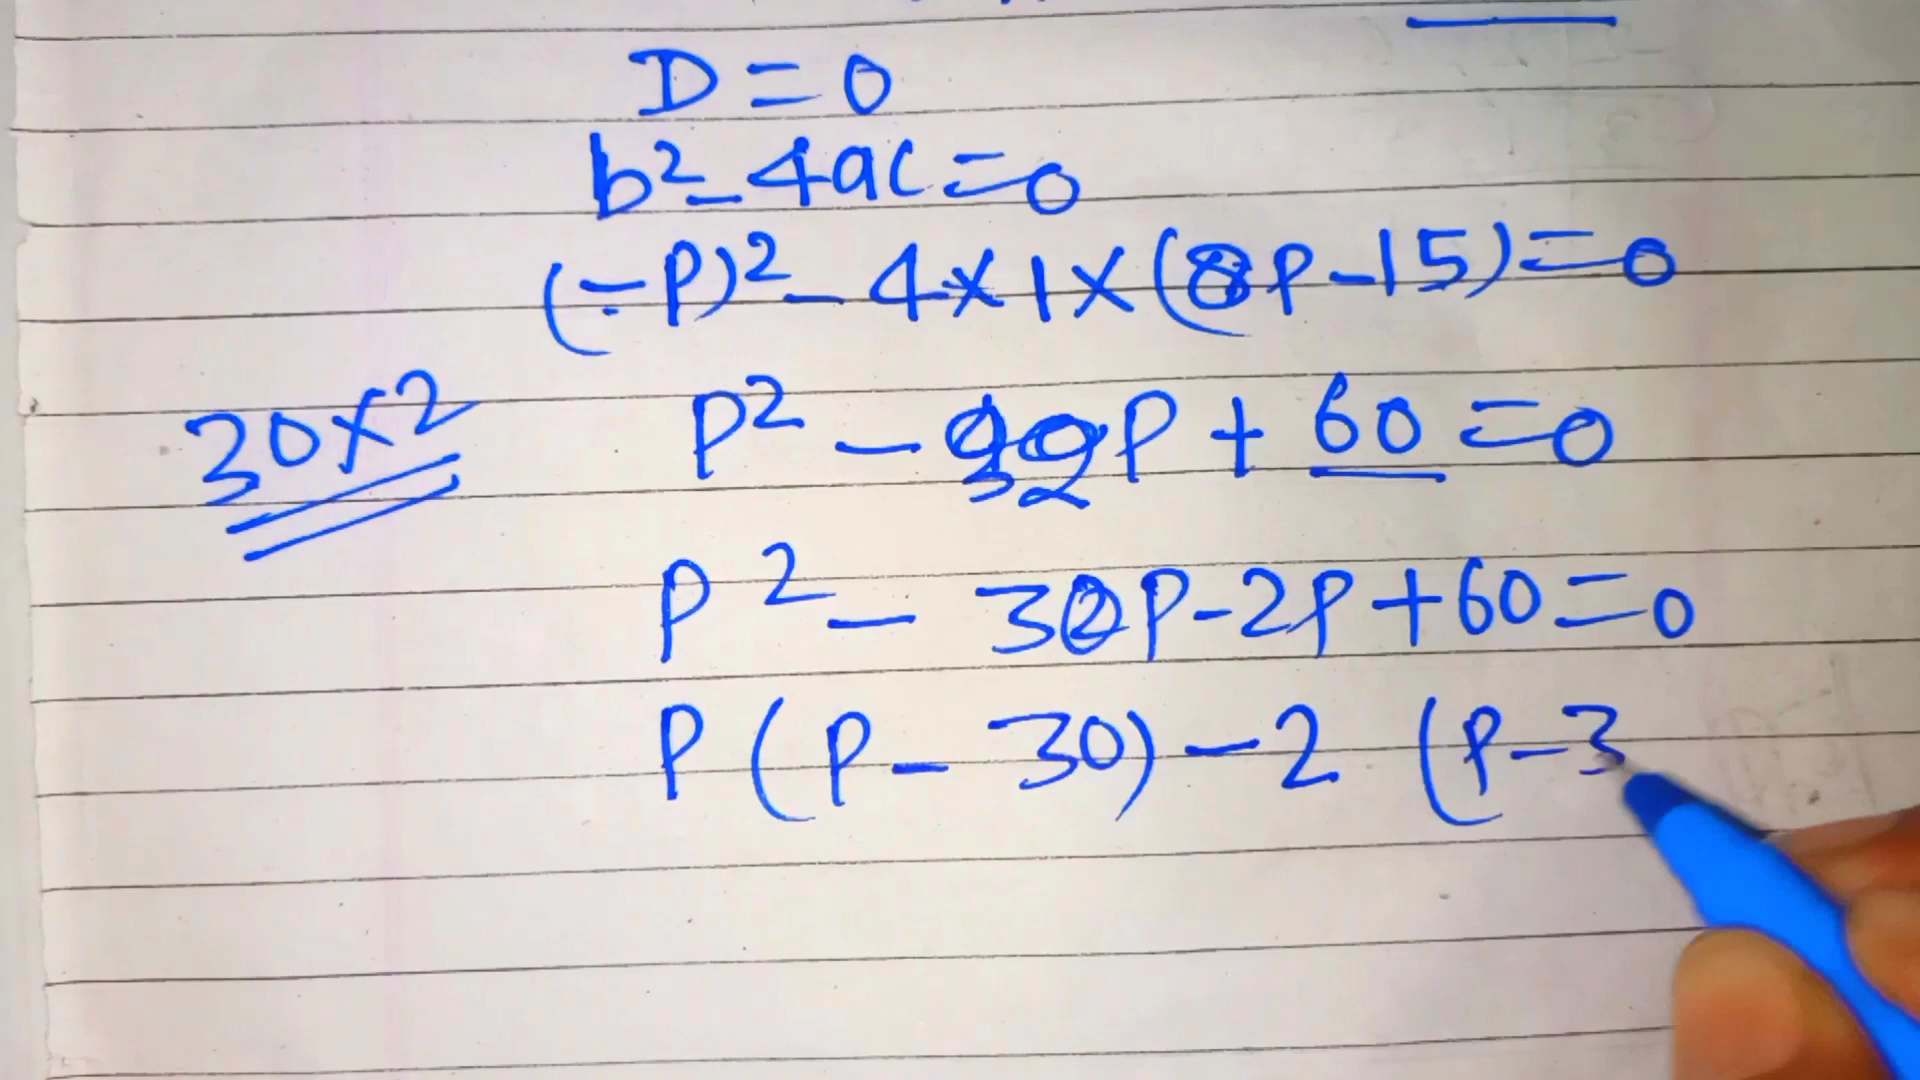 D = 0
b² - 4ac = 0
(-P)² - 4 × 1 × (8P - 15) = 0
30 × 2
P² - 32P + 60 = 0
P² - 30P - 2P + 60 = 0
P (P - 30) - 2 (P - 3